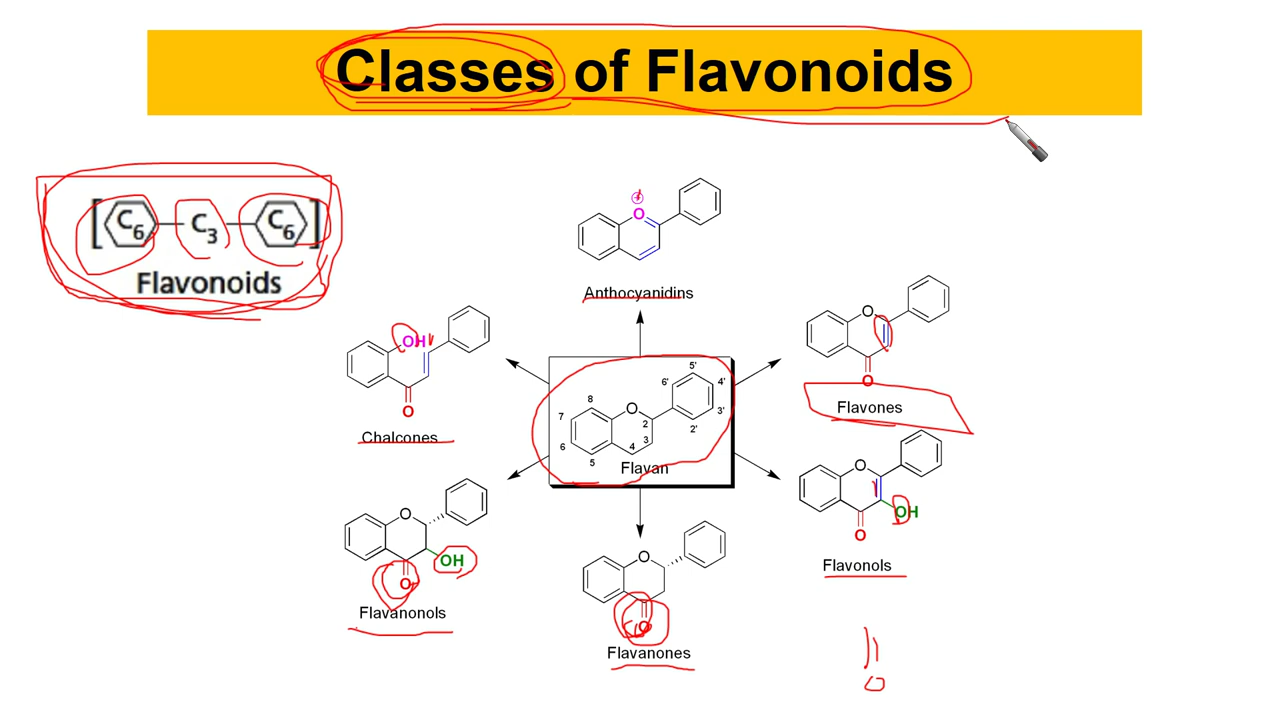 Classes of Flavonoids
[C6—C3—C6]
Flavonoids
O
+
Anthocyanidins
OH
O
Chalcones
O
O
Flavones
5'
6'
4'
3'
2'
8
7
6
5
O
2
3
4
Flavan
O
OH
O
Flavanonols
O
O
Flavanones
O
OH
O
Flavonols
O